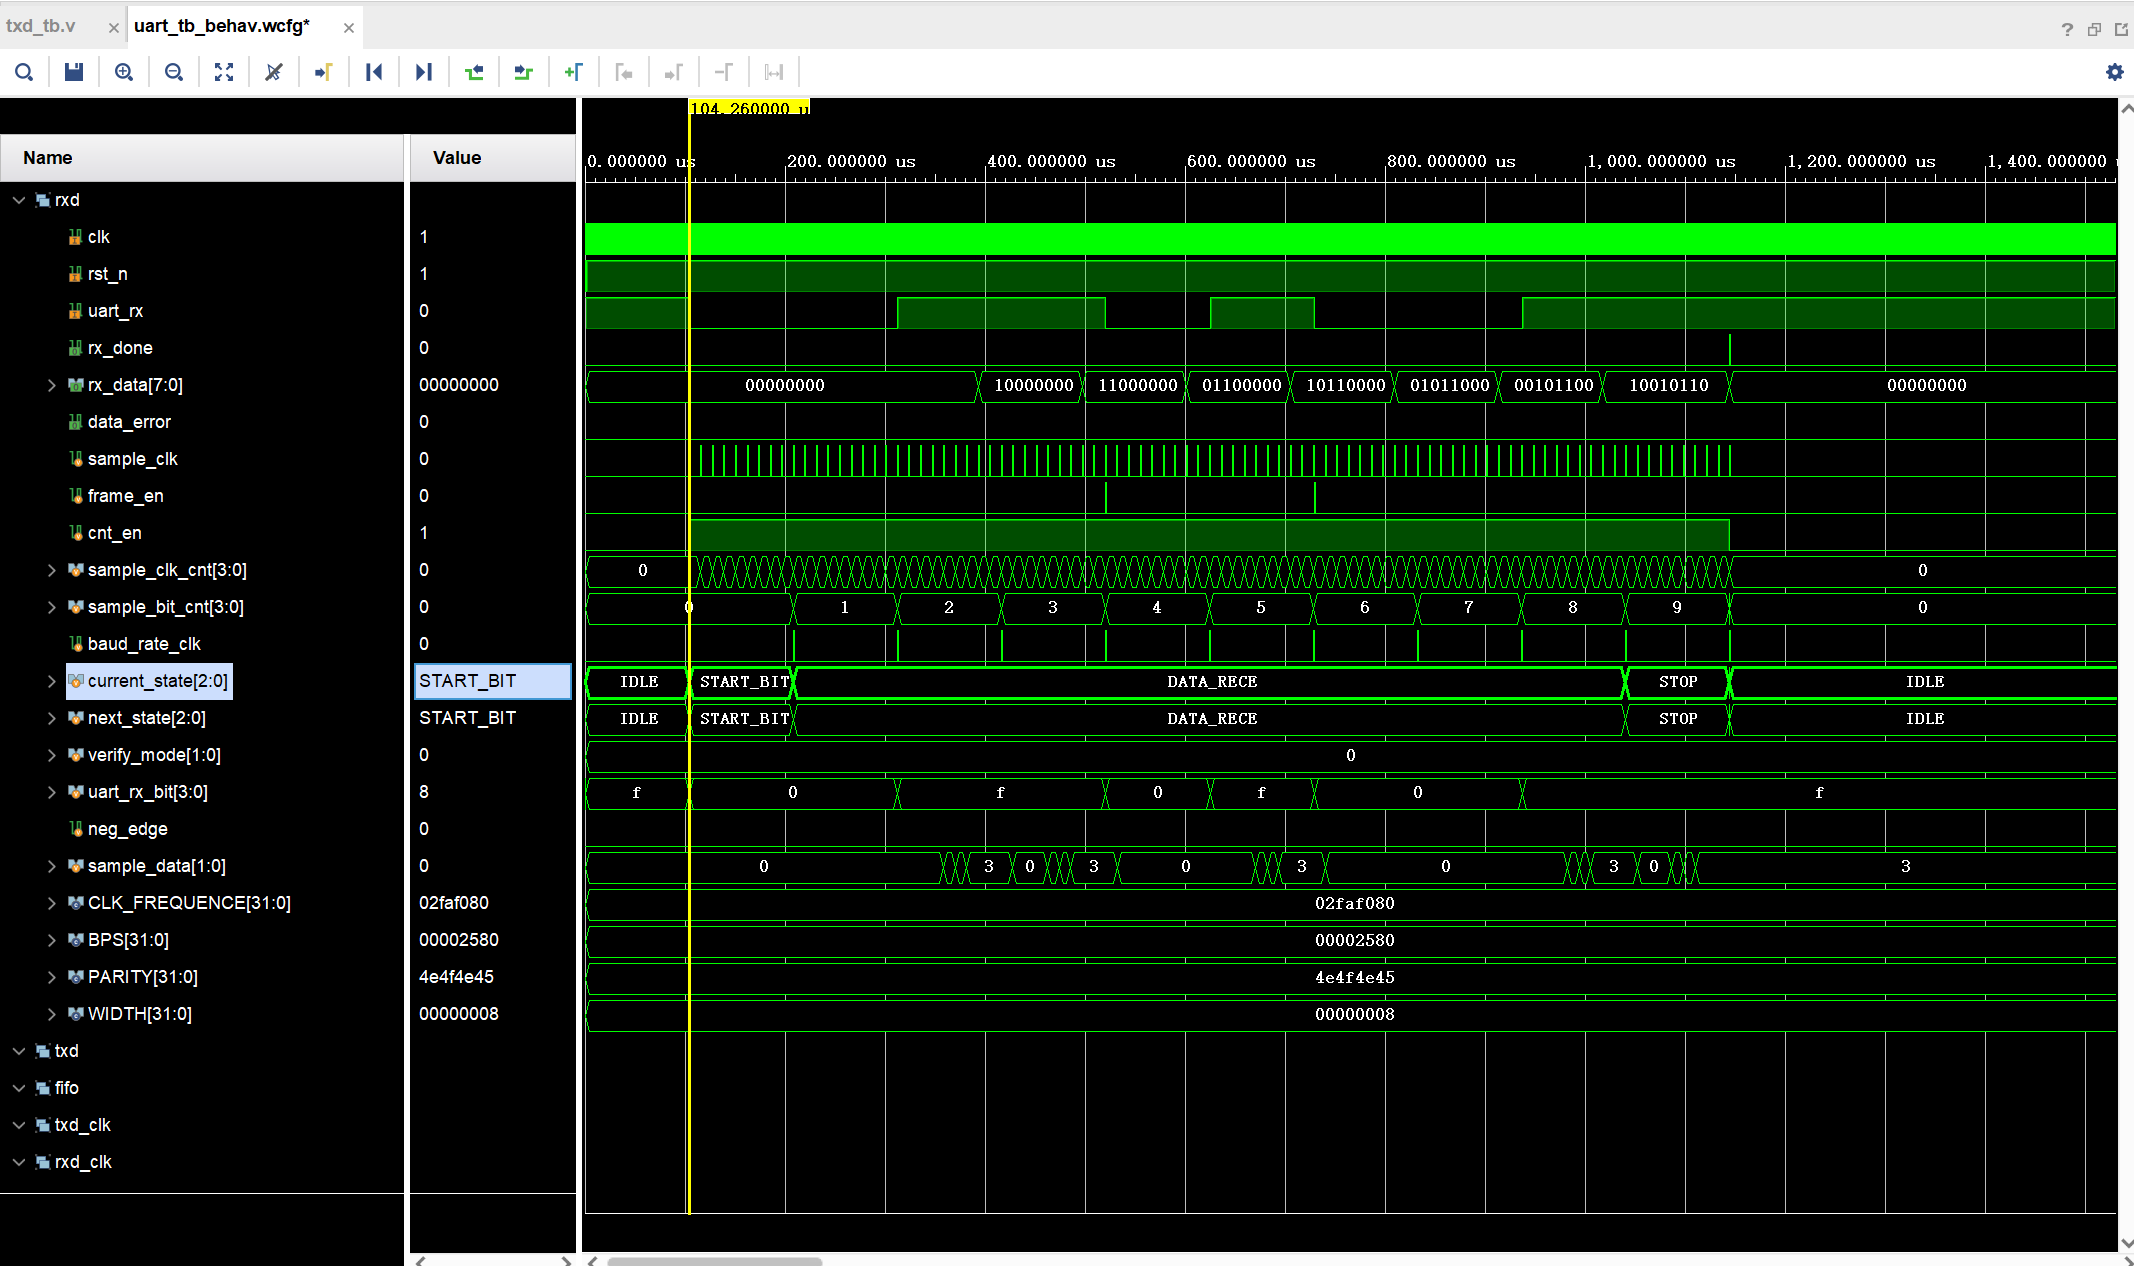 txd_tb.v × uart_tb_behav.wcfg* ×
?
104.260000 u
Name Value 0.000000 us 200.000000 us 400.000000 us 600.000000 us 800.000000 us 1,000.000000 us 1,200.000000 us 1,400.000000
rxd
clk 1
rst_n 1
uart_rx 0
rx_done 0
rx_data[7:0] 00000000 00000000 10000000 11000000 01100000 10110000 01011000 00101100 10010110 00000000
data_error 0
sample_clk 0
frame_en 0
cnt_en 1
sample_clk_cnt[3:0] 0 0 0
sample_bit_cnt[3:0] 0 0 1 2 3 4 5 6 7 8 9 0
baud_rate_clk 0
current_state[2:0] START_BIT IDLE START_BIT DATA_RECE STOP IDLE
next_state[2:0] START_BIT IDLE START_BIT DATA_RECE STOP IDLE
verify_mode[1:0] 0 0
uart_rx_bit[3:0] 8 f 0 f 0 f 0 f
neg_edge 0
sample_data[1:0] 0 0 3 0 3 0 3 0 3 0 3
CLK_FREQUENCE[31:0] 02faf080 02faf080
BPS[31:0] 00002580 00002580
PARITY[31:0] 4e4f4e45 4e4f4e45
WIDTH[31:0] 00000008 00000008
txd
fifo
txd_clk
rxd_clk